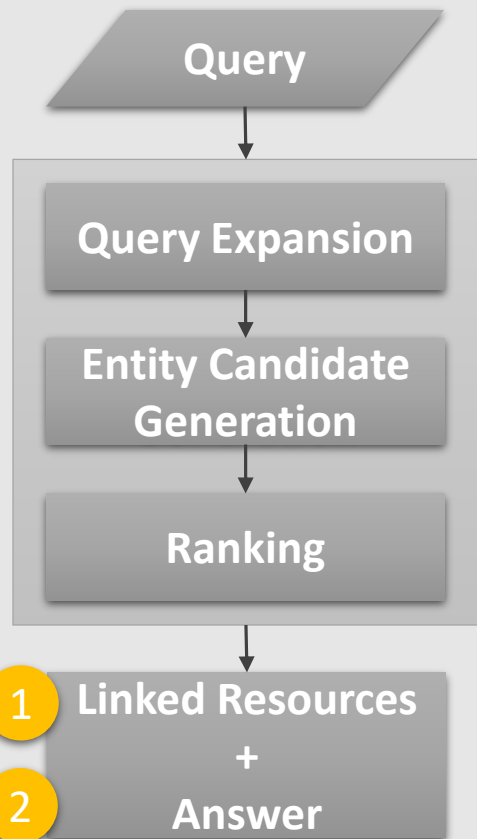 Query
Query Expansion
Entity Candidate
Generation
Ranking
1 Linked Resources
+
2 Answer